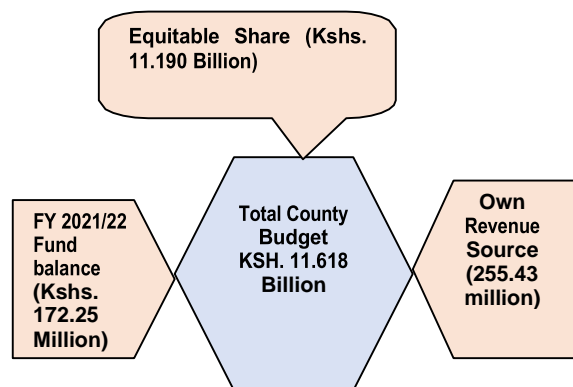 Equitable Share (Kshs.
11.190 Billion)
FY 2021/22
Fund
balance
(Kshs.
172.25
Million)
Total County
Budget
KSH. 11.618
Billion
Own
Revenue
Source
(255.43
million)